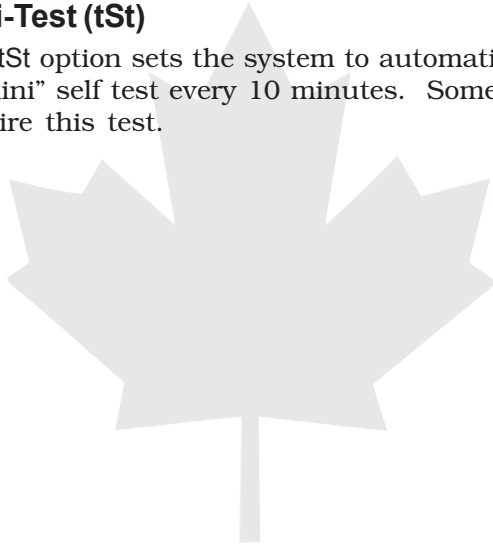 i-Test (tSt)
tSt option sets the system to automati
ini” self test every 10 minutes. Some
ire this test.